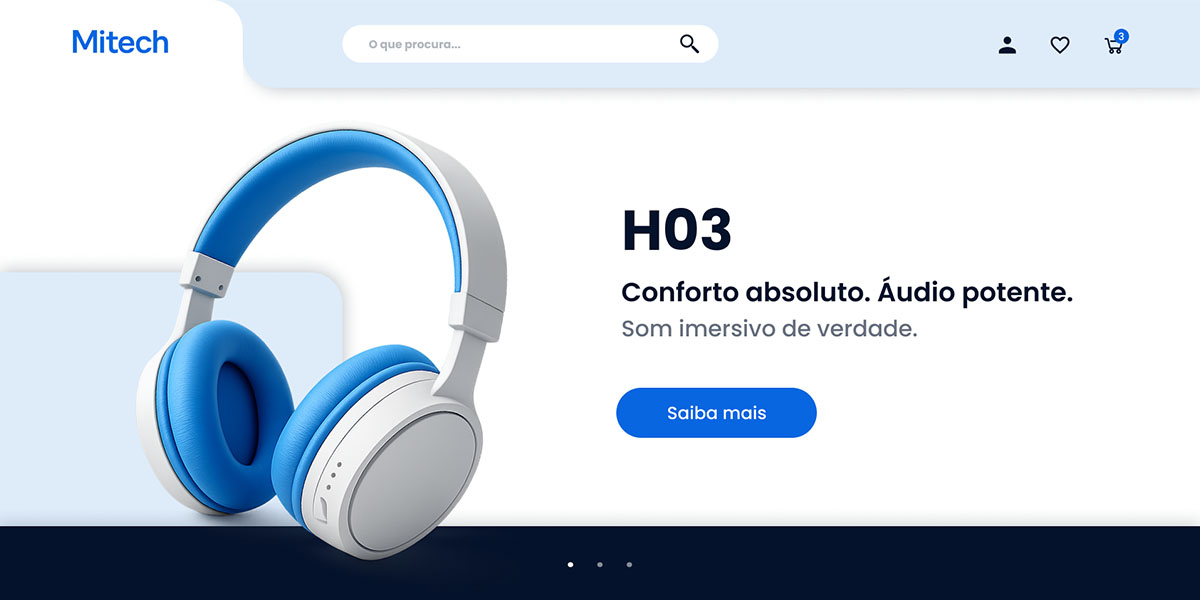 Mitech
O que procura...
3
H03
Conforto absoluto. Áudio potente.
Som imersivo de verdade.
Saiba mais